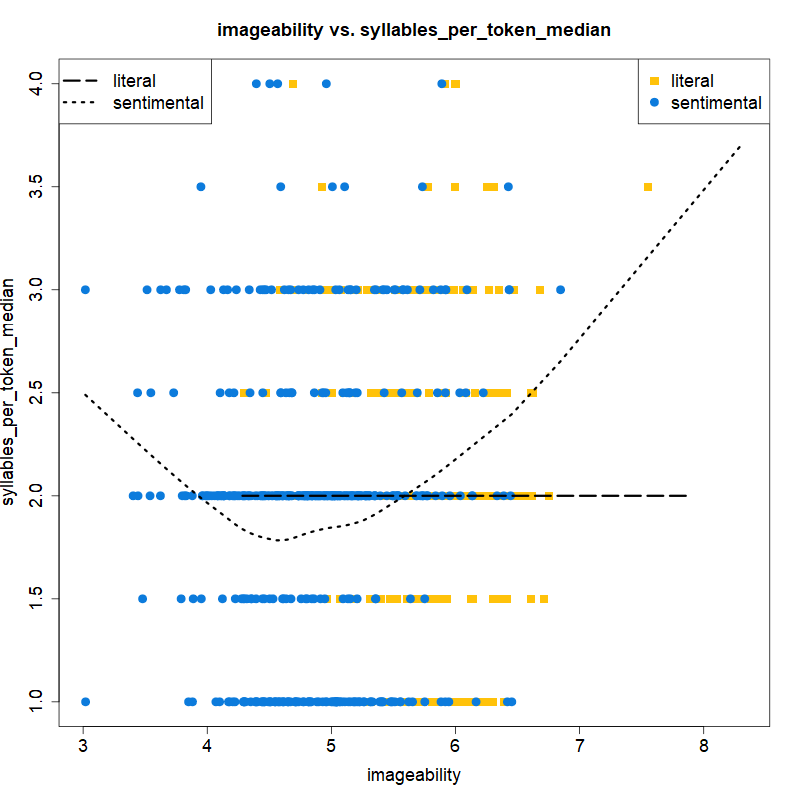 imageability vs. syllables_per_token_median
literal
sentimental
literal
sentimental
syllables_per_token_median
4.0
3.5
3.0
2.5
2.0
1.5
1.0
3 4 5 6 7 8
imageability